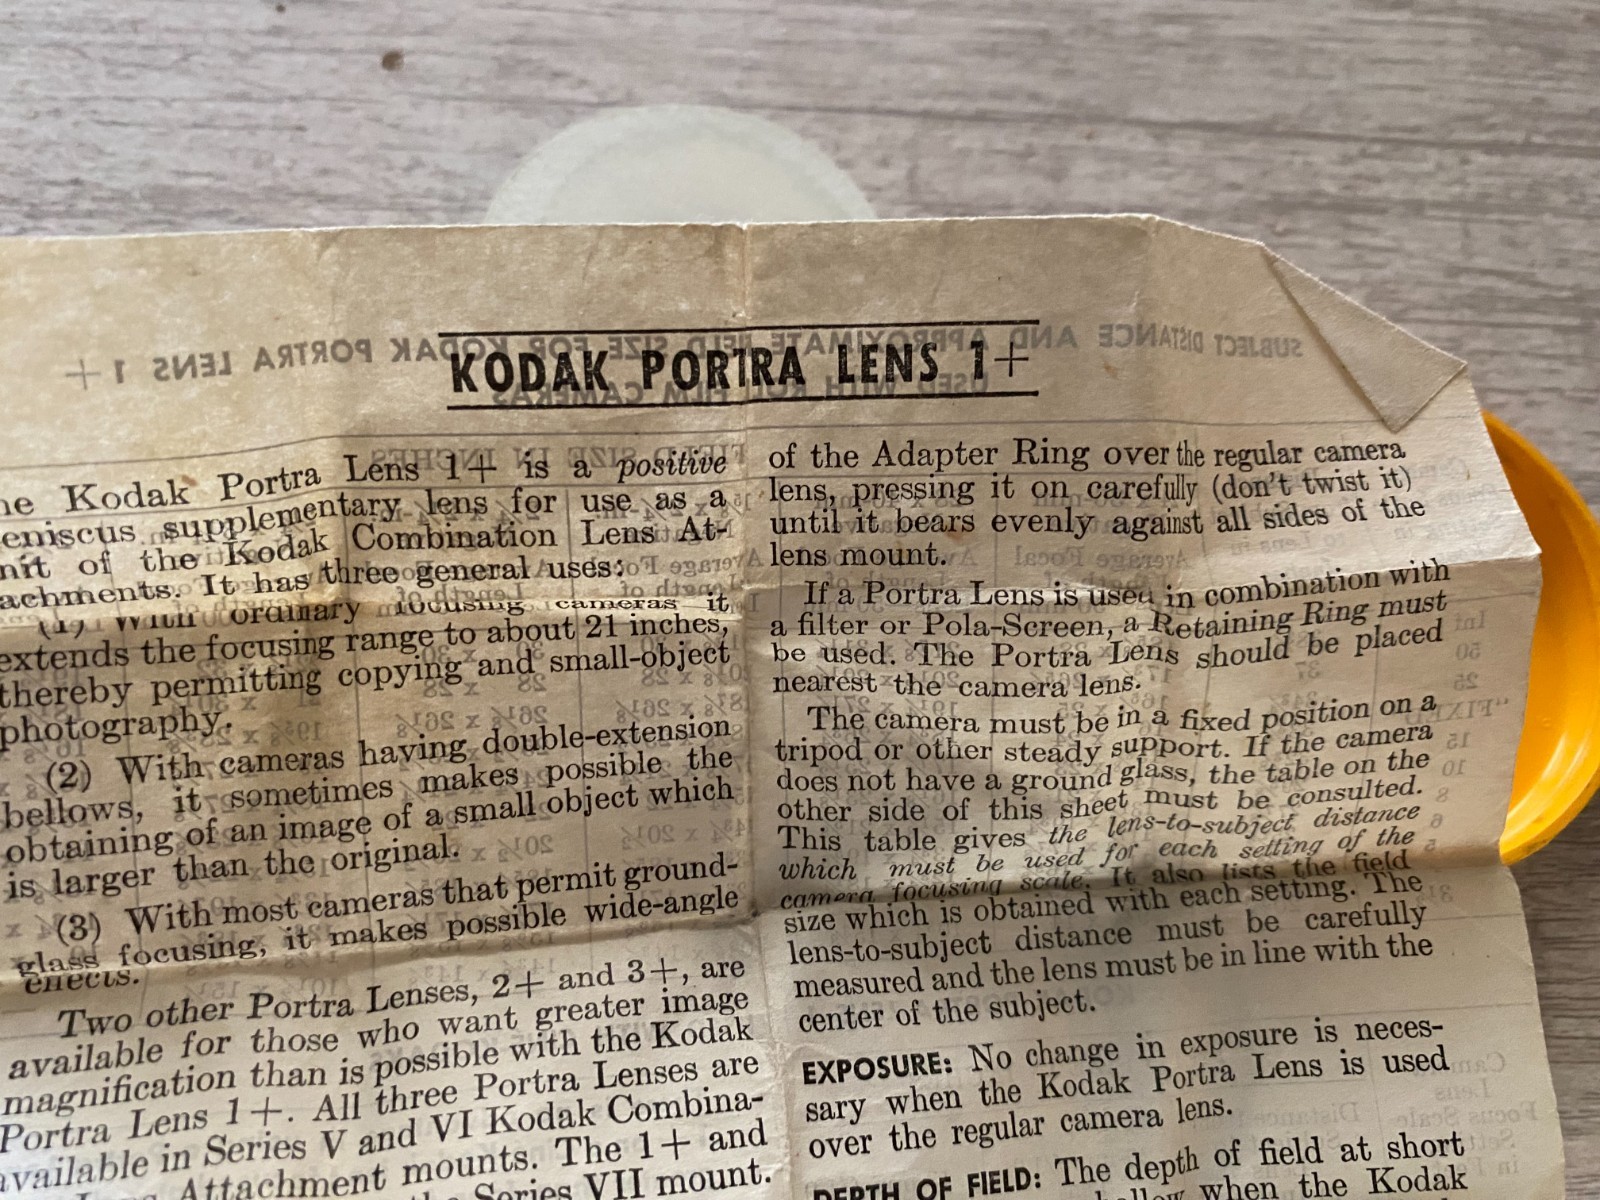 KODAK PORTRA LENS 1+
Kodak Portra Lens 1+ is a positive
supplementary lens for use as a
of the Kodak Combination Lens At-
achments. It has three general uses:
(1) With ordinary focusing cameras it
extends the focusing range to about 21 inches,
thereby permitting copying and small-object
photography.
(2) With cameras having double-extension
bellows, it sometimes makes possible the
obtaining of an image of a small object which
is larger than the original.
(3) With most cameras that permit ground-
glass focusing, it makes possible wide-angle
effects.
Two other Portra Lenses, 2+ and 3+, are
available for those who want greater image
magnification than is possible with the Kodak
Portra Lens 1+. All three Portra Lenses are
available in Series V and VI Kodak Combina-
Attachment mounts. The 1+ and
Series VII mount.
of the Adapter Ring over the regular camera
lens, pressing it on carefully (don't twist it)
until it bears evenly against all sides of the
lens mount.
If a Portra Lens is used in combination with
a filter or Pola-Screen, a Retaining Ring must
be used. The Portra Lens should be placed
nearest the camera lens.
The camera must be in a fixed position on a
tripod or other steady support. If the camera
does not have a ground glass, the table on the
other side of this sheet must be consulted.
This table gives the lens-to-subject distance
which must be used for each setting of the
camera focusing scale. It also lists the field
size which is obtained with each setting. The
lens-to-subject distance must be carefully
measured and the lens must be in line with the
center of the subject.
EXPOSURE: No change in exposure is neces-
sary when the Kodak Portra Lens is used
over the regular camera lens.
DEPTH OF FIELD: The depth of field at short
when the Kodak